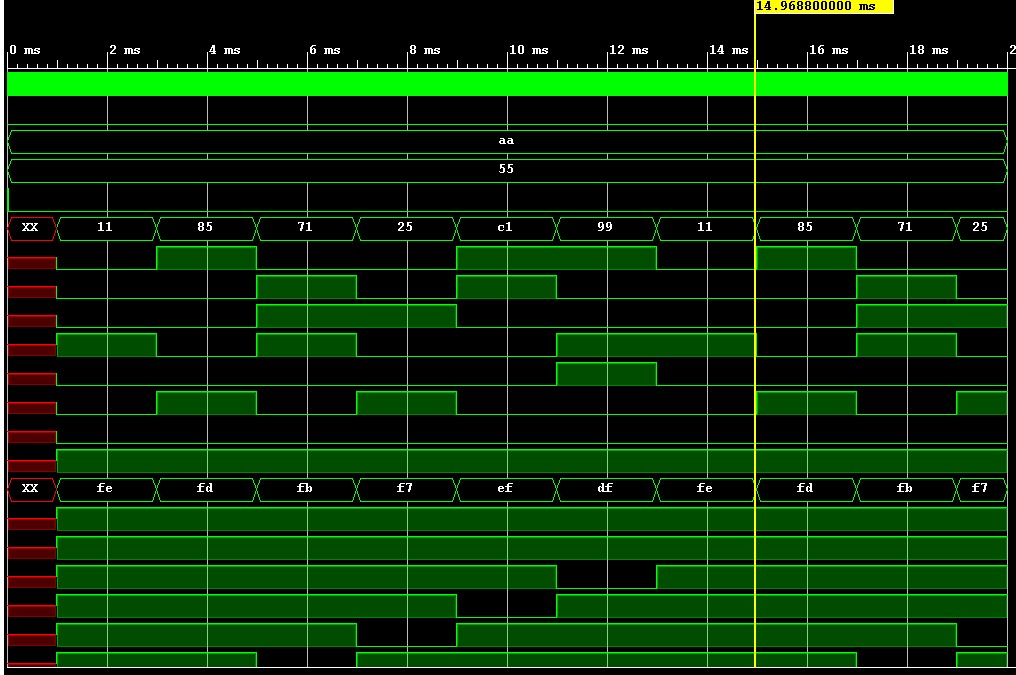 14.968800000 ms
0 ms 2 ms 4 ms 6 ms 8 ms 10 ms 12 ms 14 ms 16 ms 18 ms 2
aa
55
XX 11 85 71 25 c1 99 11 85 71 25
XX fe fd fb f7 ef df fe fd fb f7